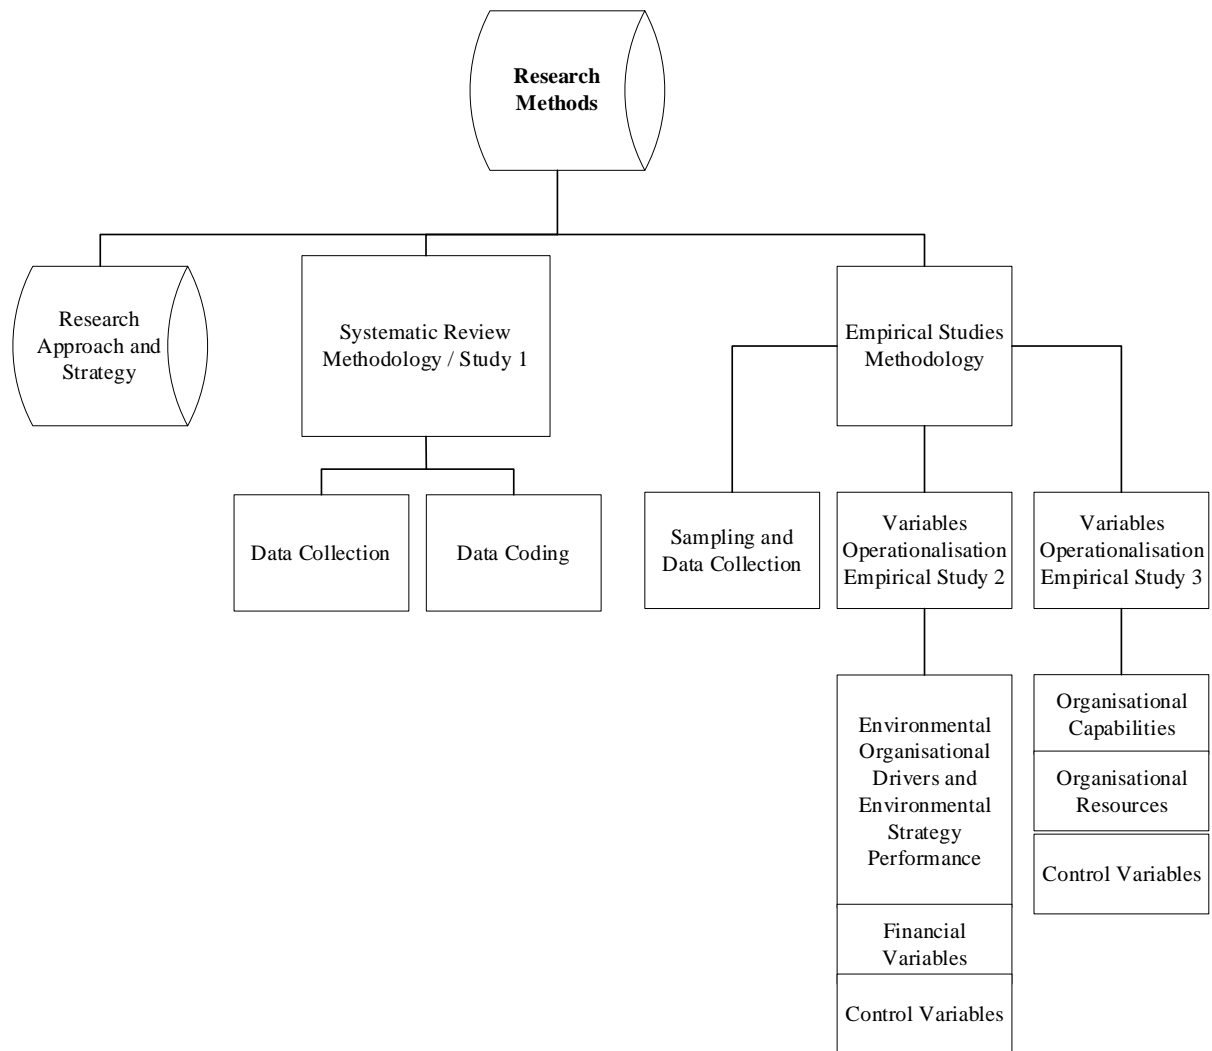 Research
Methods
Research
Approach and
Strategy
Systematic Review
Methodology / Study 1
Empirical Studies
Methodology
Data Collection
Data Coding
Sampling and
Data Collection
Variables
Operationalisation
Empirical Study 2
Variables
Operationalisation
Empirical Study 3
Environmental
Organisational
Drivers and
Environmental
Strategy
Performance
Financial
Variables
Control Variables
Organisational
Capabilities
Organisational
Resources
Control Variables